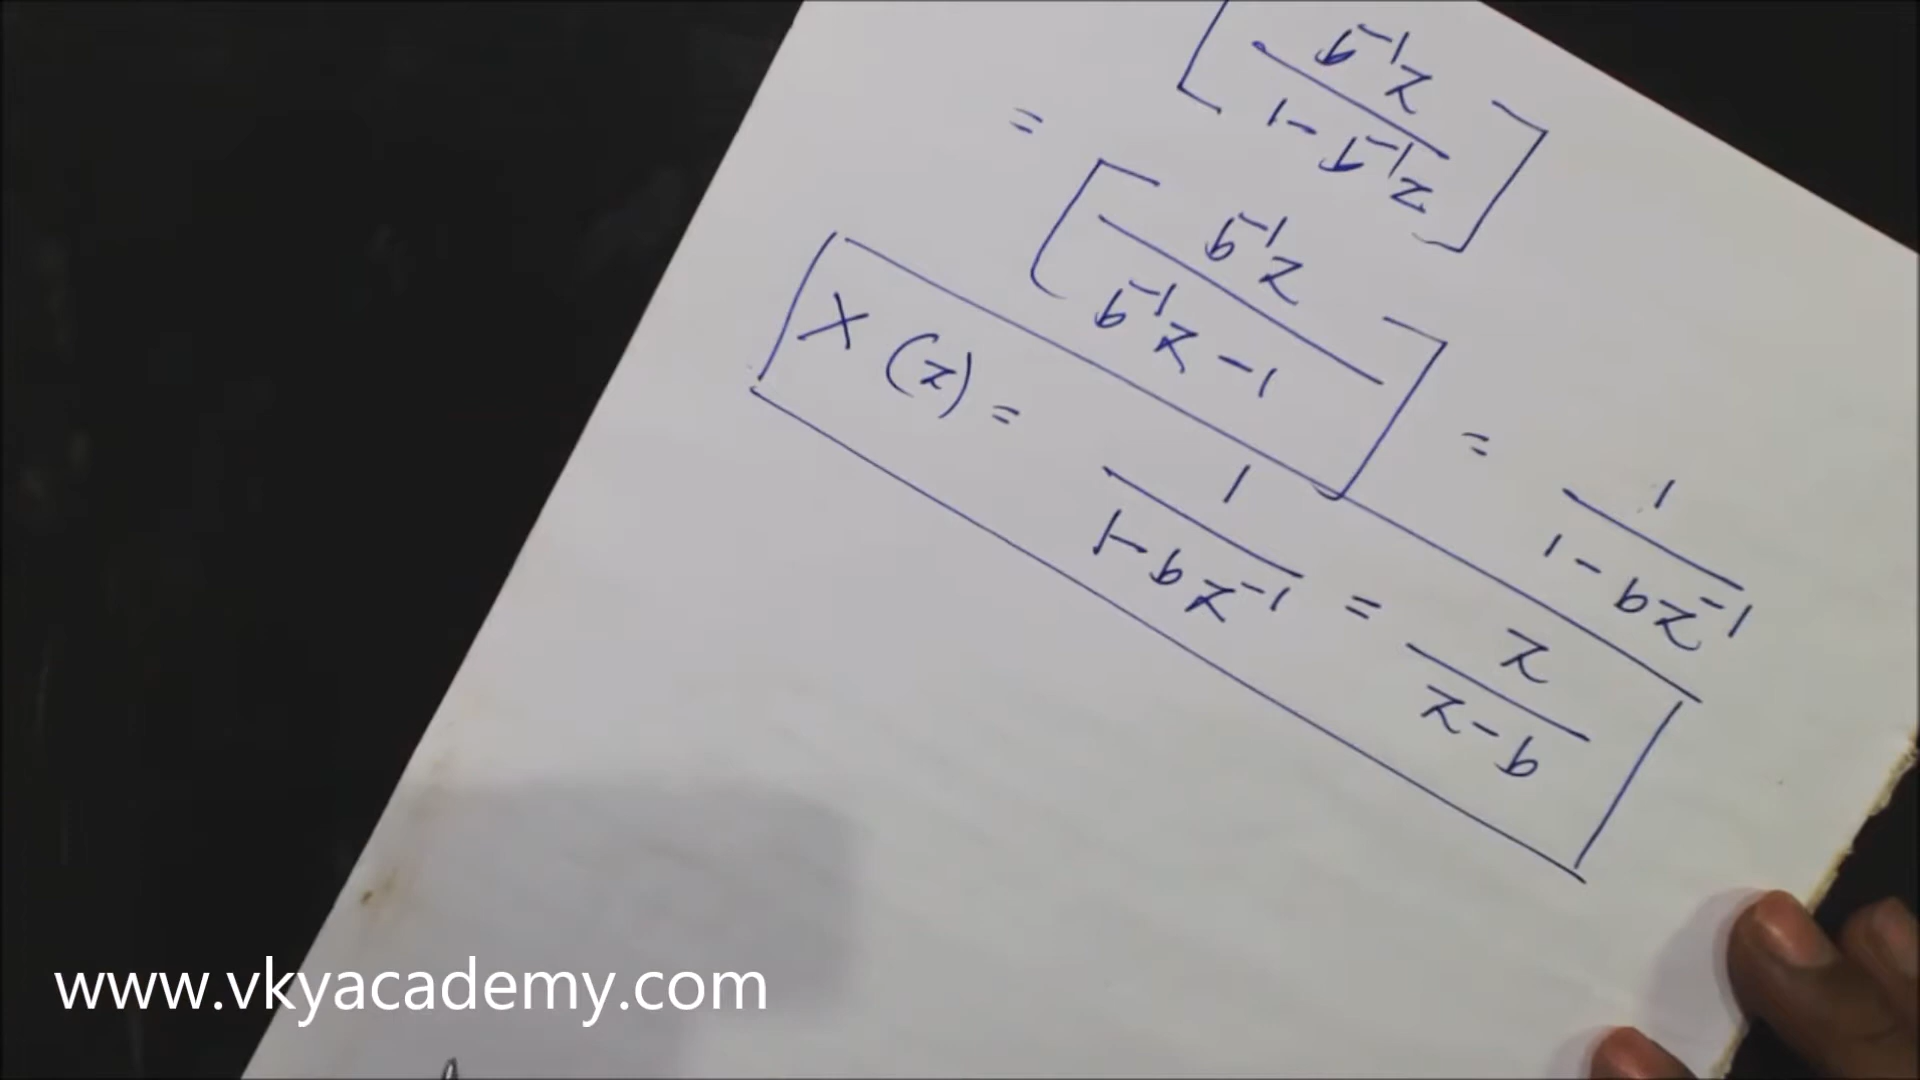 [ b⁻¹z / 1 - b⁻¹z ]
= [ b⁻¹z / b⁻¹z - 1 ] = 1 / 1 - bz⁻¹
X(z) = 1 / 1 - bz⁻¹ = z / z - b
www.vkyacademy.com